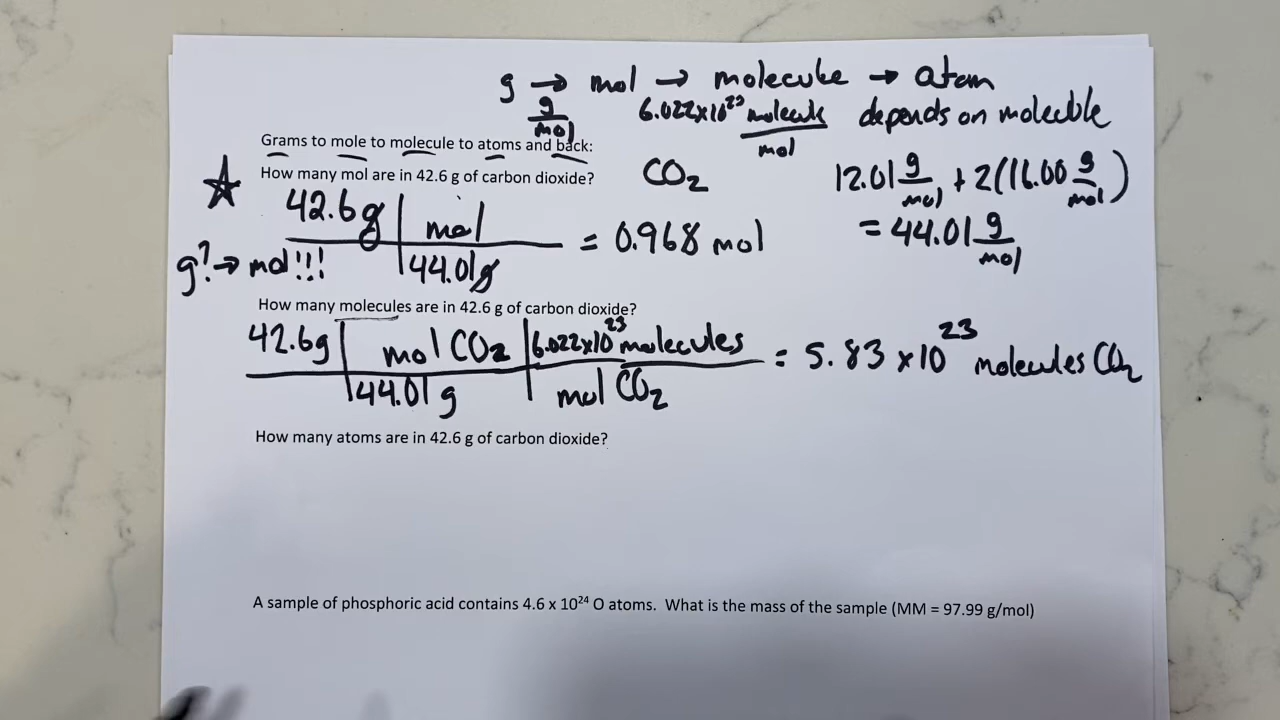 g → mol → molecule → atom
g/mol 6.022x10²³ molecule/mol depends on molecule
Grams to mole to molecule to atoms and back:
How many mol are in 42.6 g of carbon dioxide? CO₂ 12.01 g/mol + 2(16.00 g/mol)
42.6g | mol / 44.01g = 0.968 mol = 44.01 g/mol
g? → mol!!!
How many molecules are in 42.6 g of carbon dioxide?
42.6g | mol CO₂ / 44.01 g | 6.022x10²³ molecules / mol CO₂ = 5.83 x 10²³ molecules CO₂
How many atoms are in 42.6 g of carbon dioxide?
A sample of phosphoric acid contains 4.6 x 10²⁴ O atoms. What is the mass of the sample (MM = 97.99 g/mol)